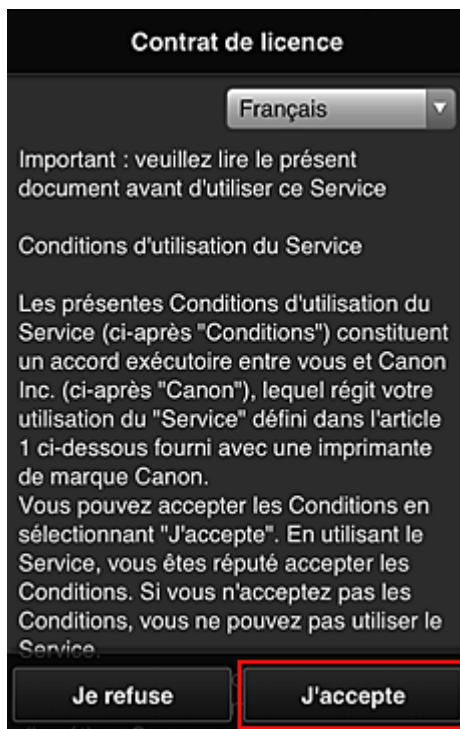 Contrat de licence
Français
Important : veuillez lire le présent
document avant d'utiliser ce Service
Conditions d'utilisation du Service
Les présentes Conditions d'utilisation du
Service (ci-après "Conditions") constituent
un accord exécutoire entre vous et Canon
Inc. (ci-après "Canon"), lequel régit votre
utilisation du "Service" défini dans l'article
1 ci-dessous fourni avec une imprimante
de marque Canon.
Vous pouvez accepter les Conditions en
sélectionnant "J'accepte". En utilisant le
Service, vous êtes réputé accepter les
Conditions. Si vous n'acceptez pas les
Conditions, vous ne pouvez pas utiliser le
Service.
Je refuse J'accepte